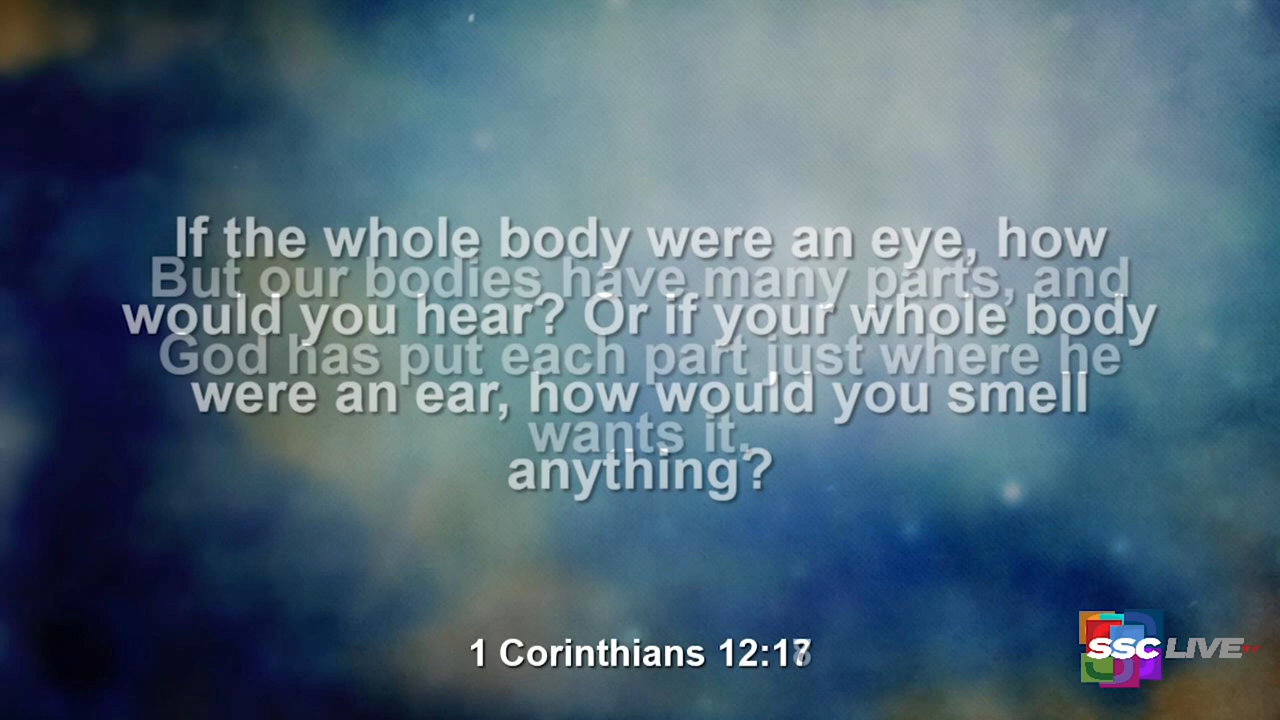 If the whole body were an eye, how
But our bodies have many parts, and
would you hear? Or if your whole body
God has put each part just where he
were an ear, how would you smell
wants it.
anything?
1 Corinthians 12:17
SSC LIVE